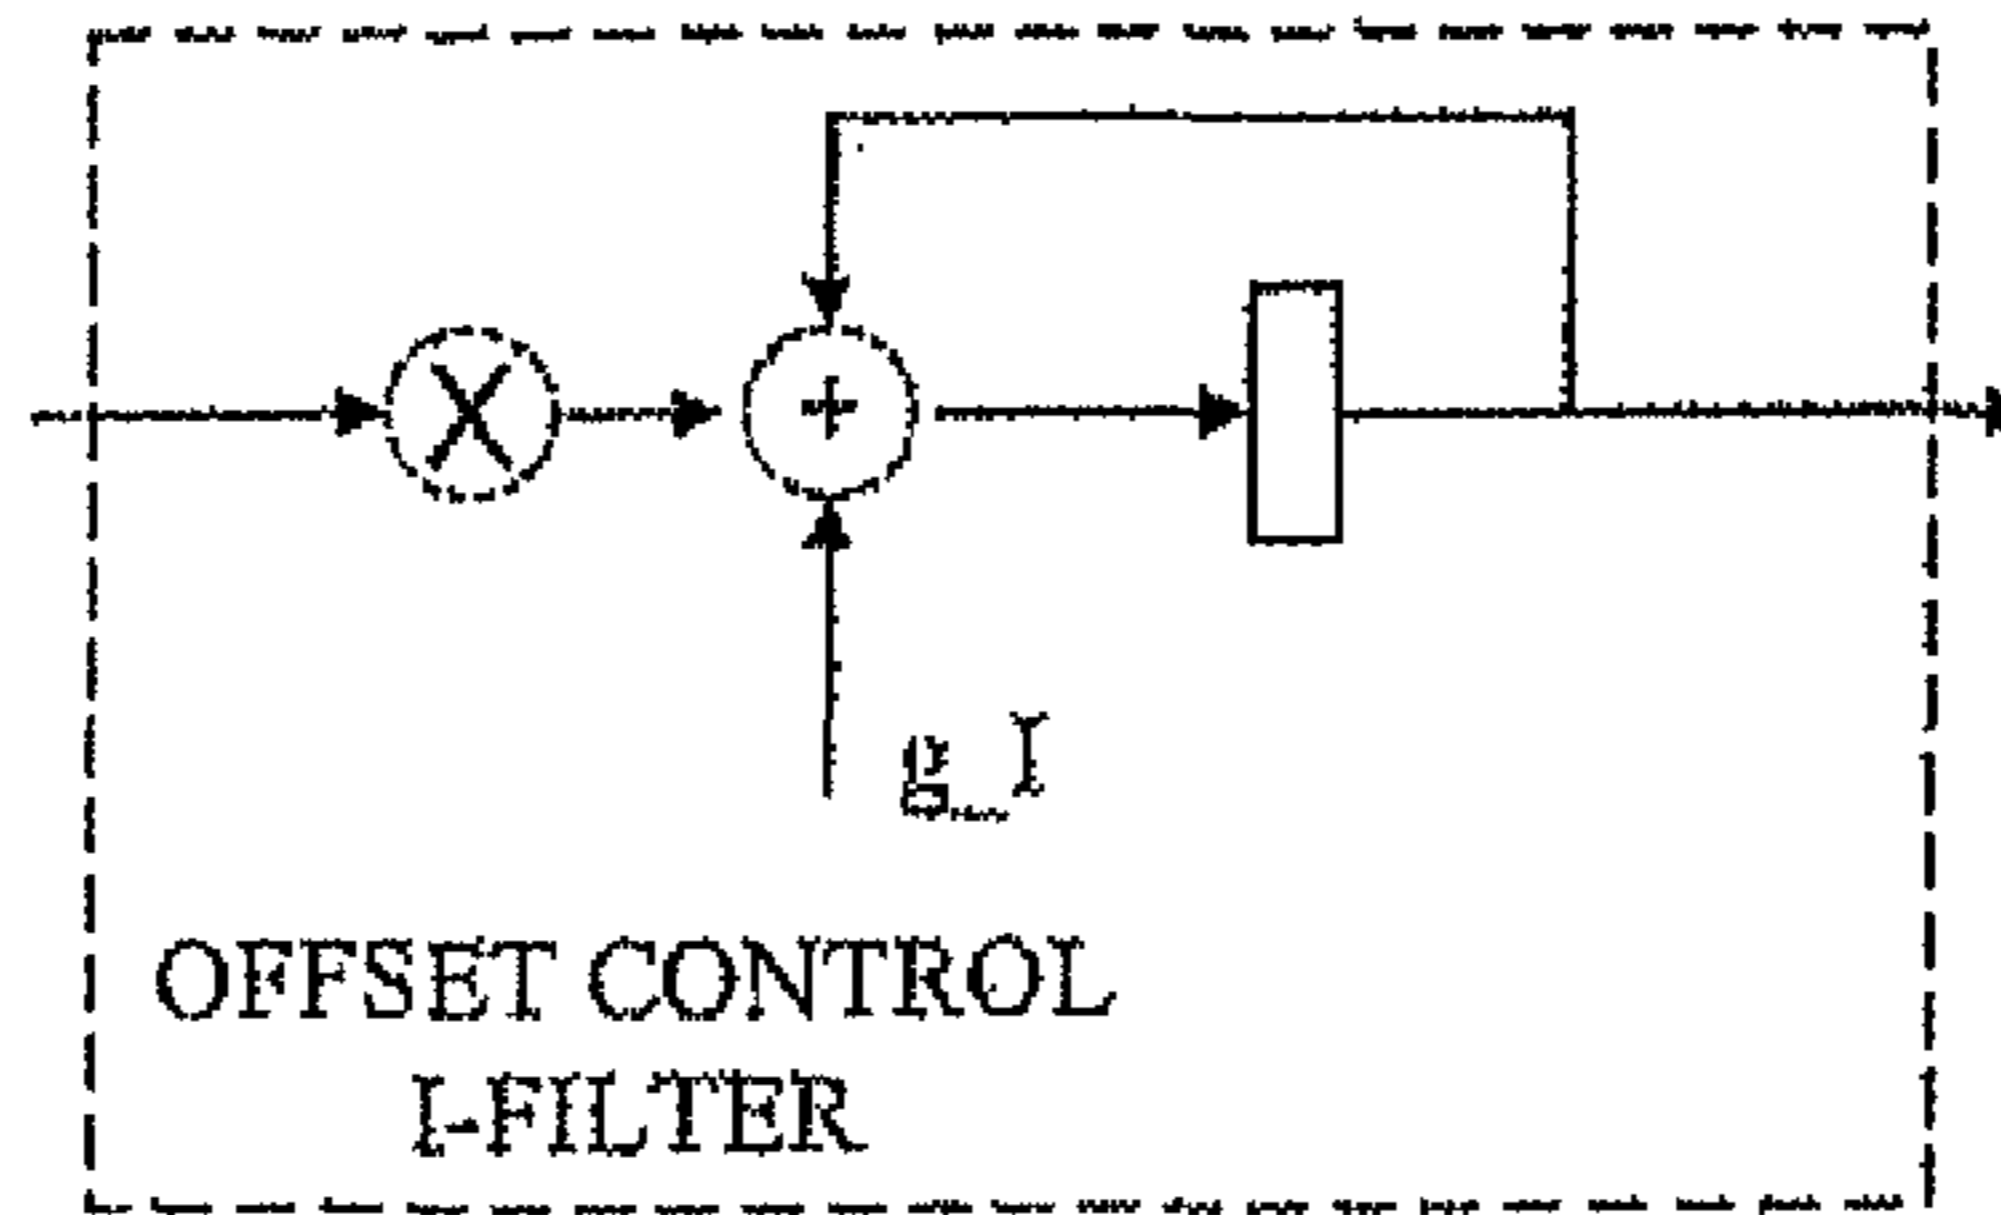 +
g_I
OFFSET CONTROL
I-FILTER